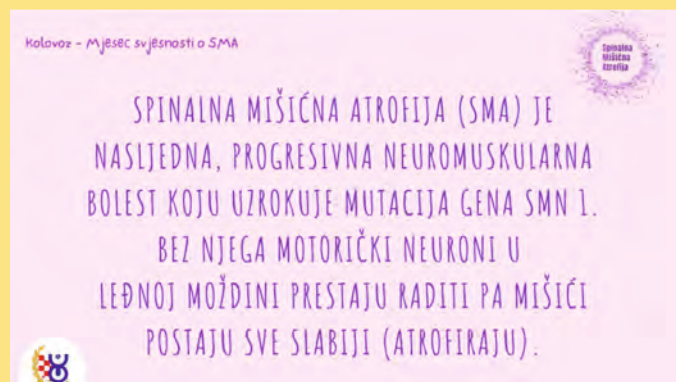 Kolovoz - Mjesec svjesnosti o SMA
Spinalna
Mišićna
Atrofija
SPINALNA MIŠIĆNA ATROFIJA (SMA) JE
NASLJEDNA, PROGRESIVNA NEUROMUSKULARNA
BOLEST KOJU UZROKUJE MUTACIJA GENA SMN 1.
BEZ NJEGA MOTORIČKI NEURONI U
LEĐNOJ MOŽDINI PRESTAJU RADITI PA MIŠIĆI
POSTAJU SVE SLABIJI (ATROFIRAJU).